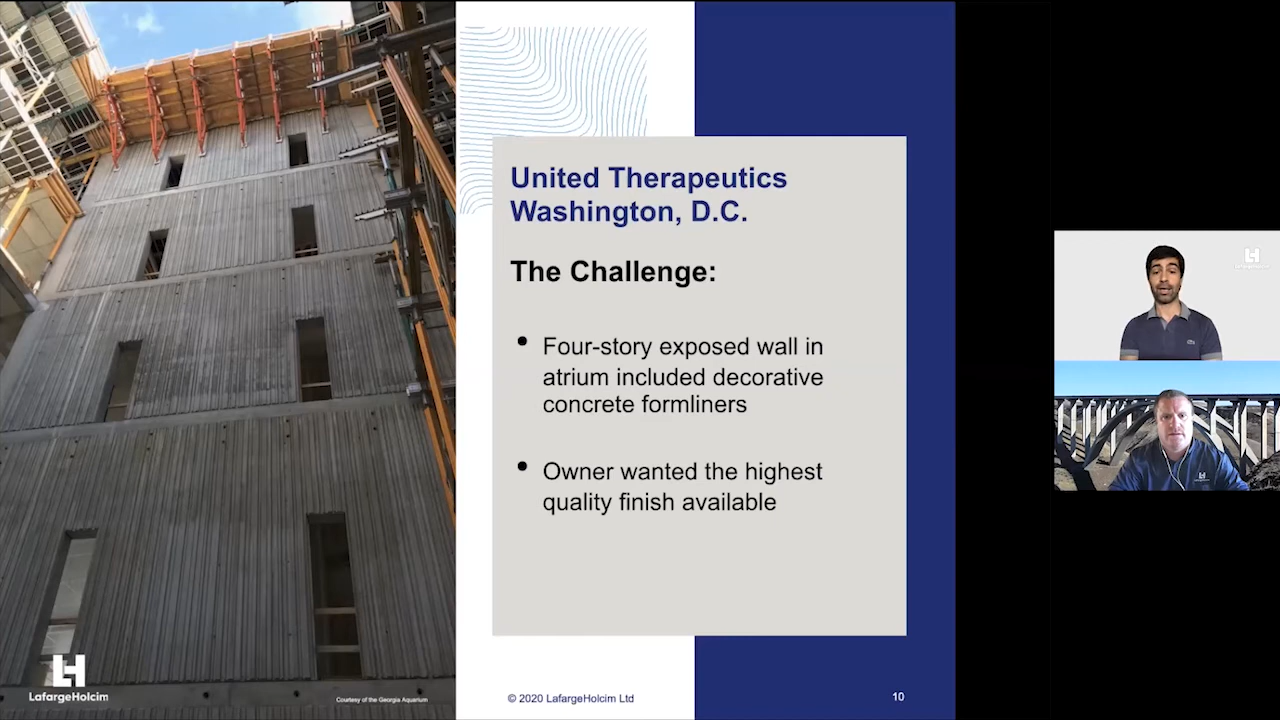 United Therapeutics
Washington, D.C.
The Challenge:
• Four-story exposed wall in
atrium included decorative
concrete formliners
• Owner wanted the highest
quality finish available
LafargeHolcim
Courtesy of the Georgia Aquarium
© 2020 LafargeHolcim Ltd
10